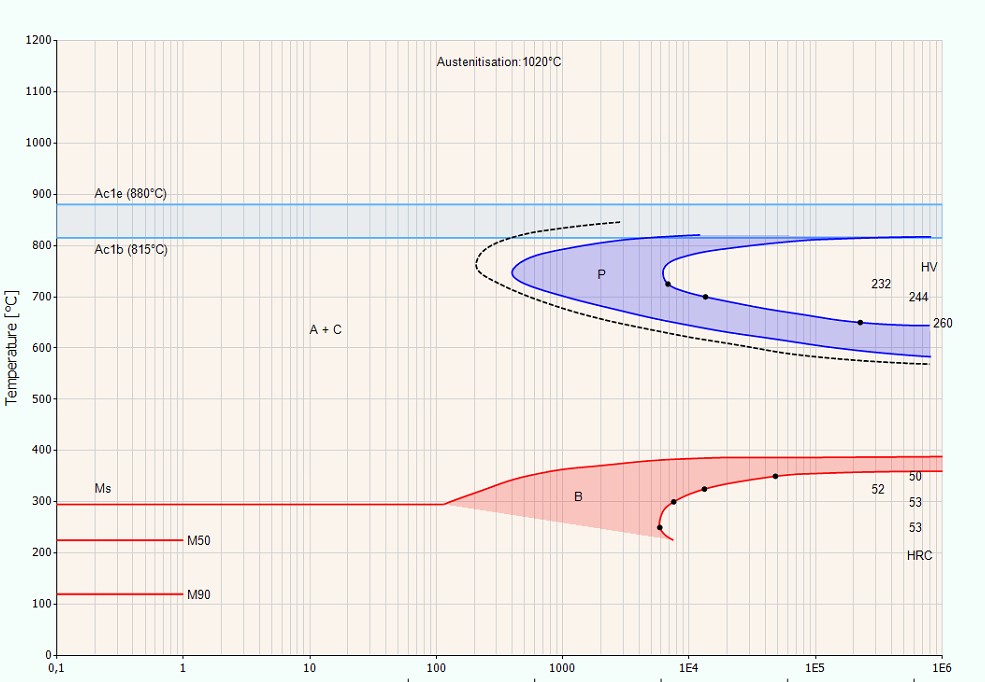 1200
Austenitisation:1020°C
1100
1000
900
Ac1e (880°C)
Ac1b (815°C)
800
HV
P
232
700
244
260
A + C
600
Temperature [°C]
500
400
50
Ms
52
B
300
53
53
M50
200
HRC
M90
100
0
0,1 1 10 100 1000 1E4 1E5 1E6